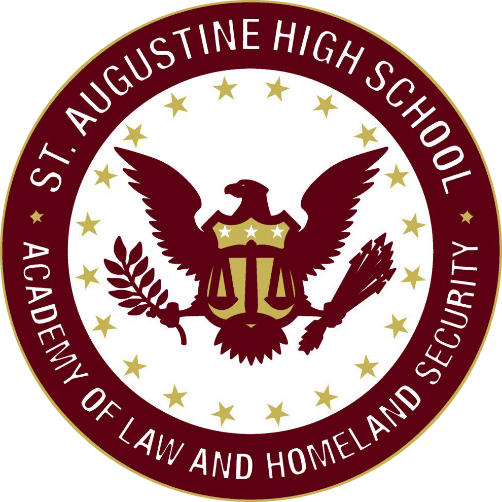 ST. AUGUSTINE HIGH SCHOOL
ACADEMY OF LAW AND HOMELAND SECURITY